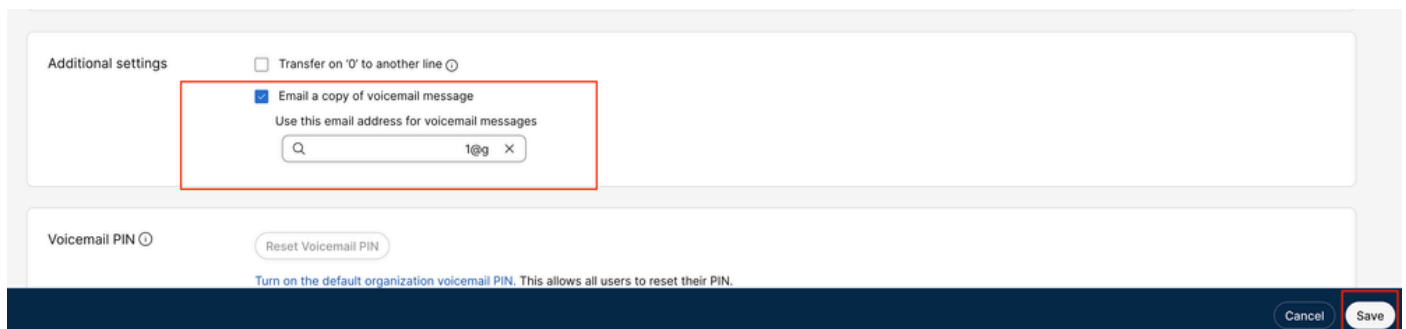 Additional settings
Transfer on '0' to another line
Email a copy of voicemail message
Use this email address for voicemail messages
1@g
Voicemail PIN
Reset Voicemail PIN
Turn on the default organization voicemail PIN. This allows all users to reset their PIN.
Cancel
Save